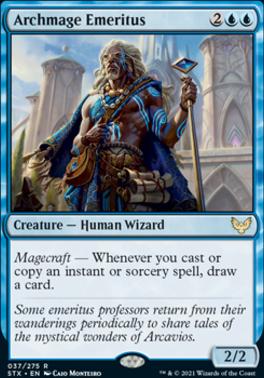 Archmage Emeritus 2
Creature — Human Wizard
Magecraft — Whenever you cast or
copy an instant or sorcery spell, draw
a card.
Some emeritus professors return from their
wanderings periodically to share tales of
the mystical wonders of Arcavios.
2/2
037/275 R
STX • EN Caio Monteiro
™ & © 2021 Wizards of the Coast